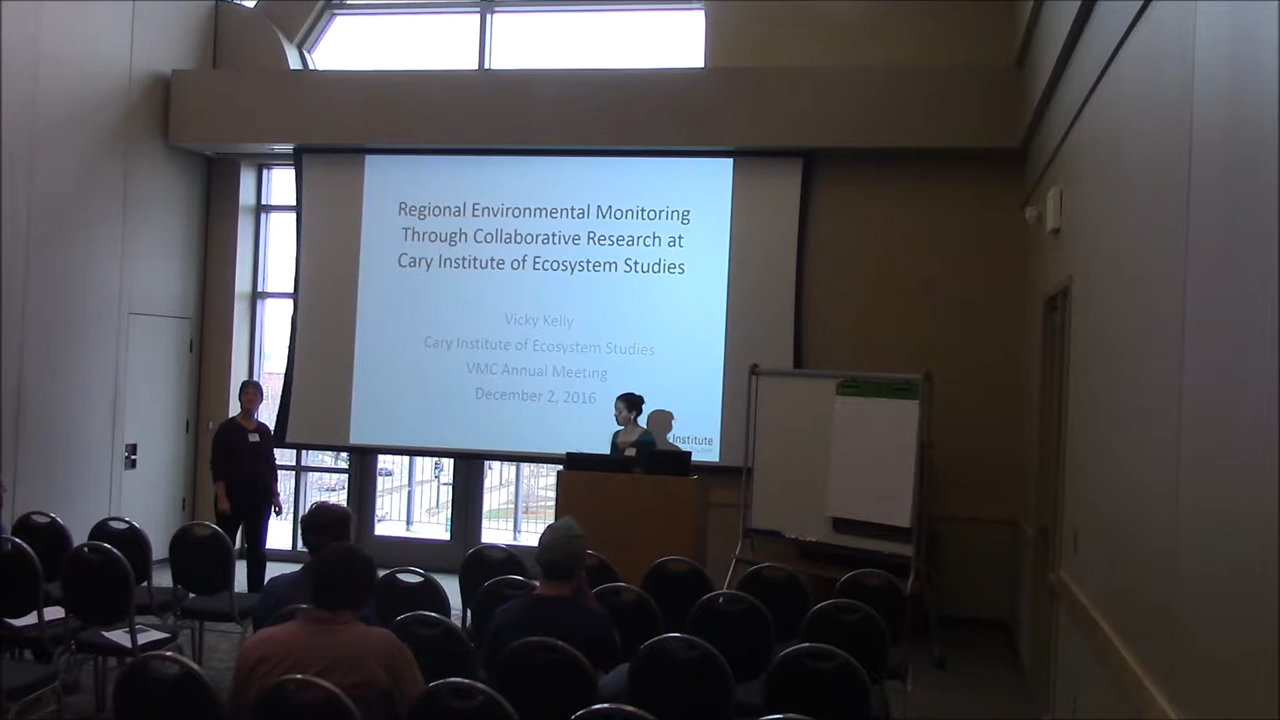 Regional Environmental Monitoring
Through Collaborative Research at
Cary Institute of Ecosystem Studies
Vicky Kelly
Cary Institute of Ecosystem Studies
VMC Annual Meeting
December 2, 2016
Institute